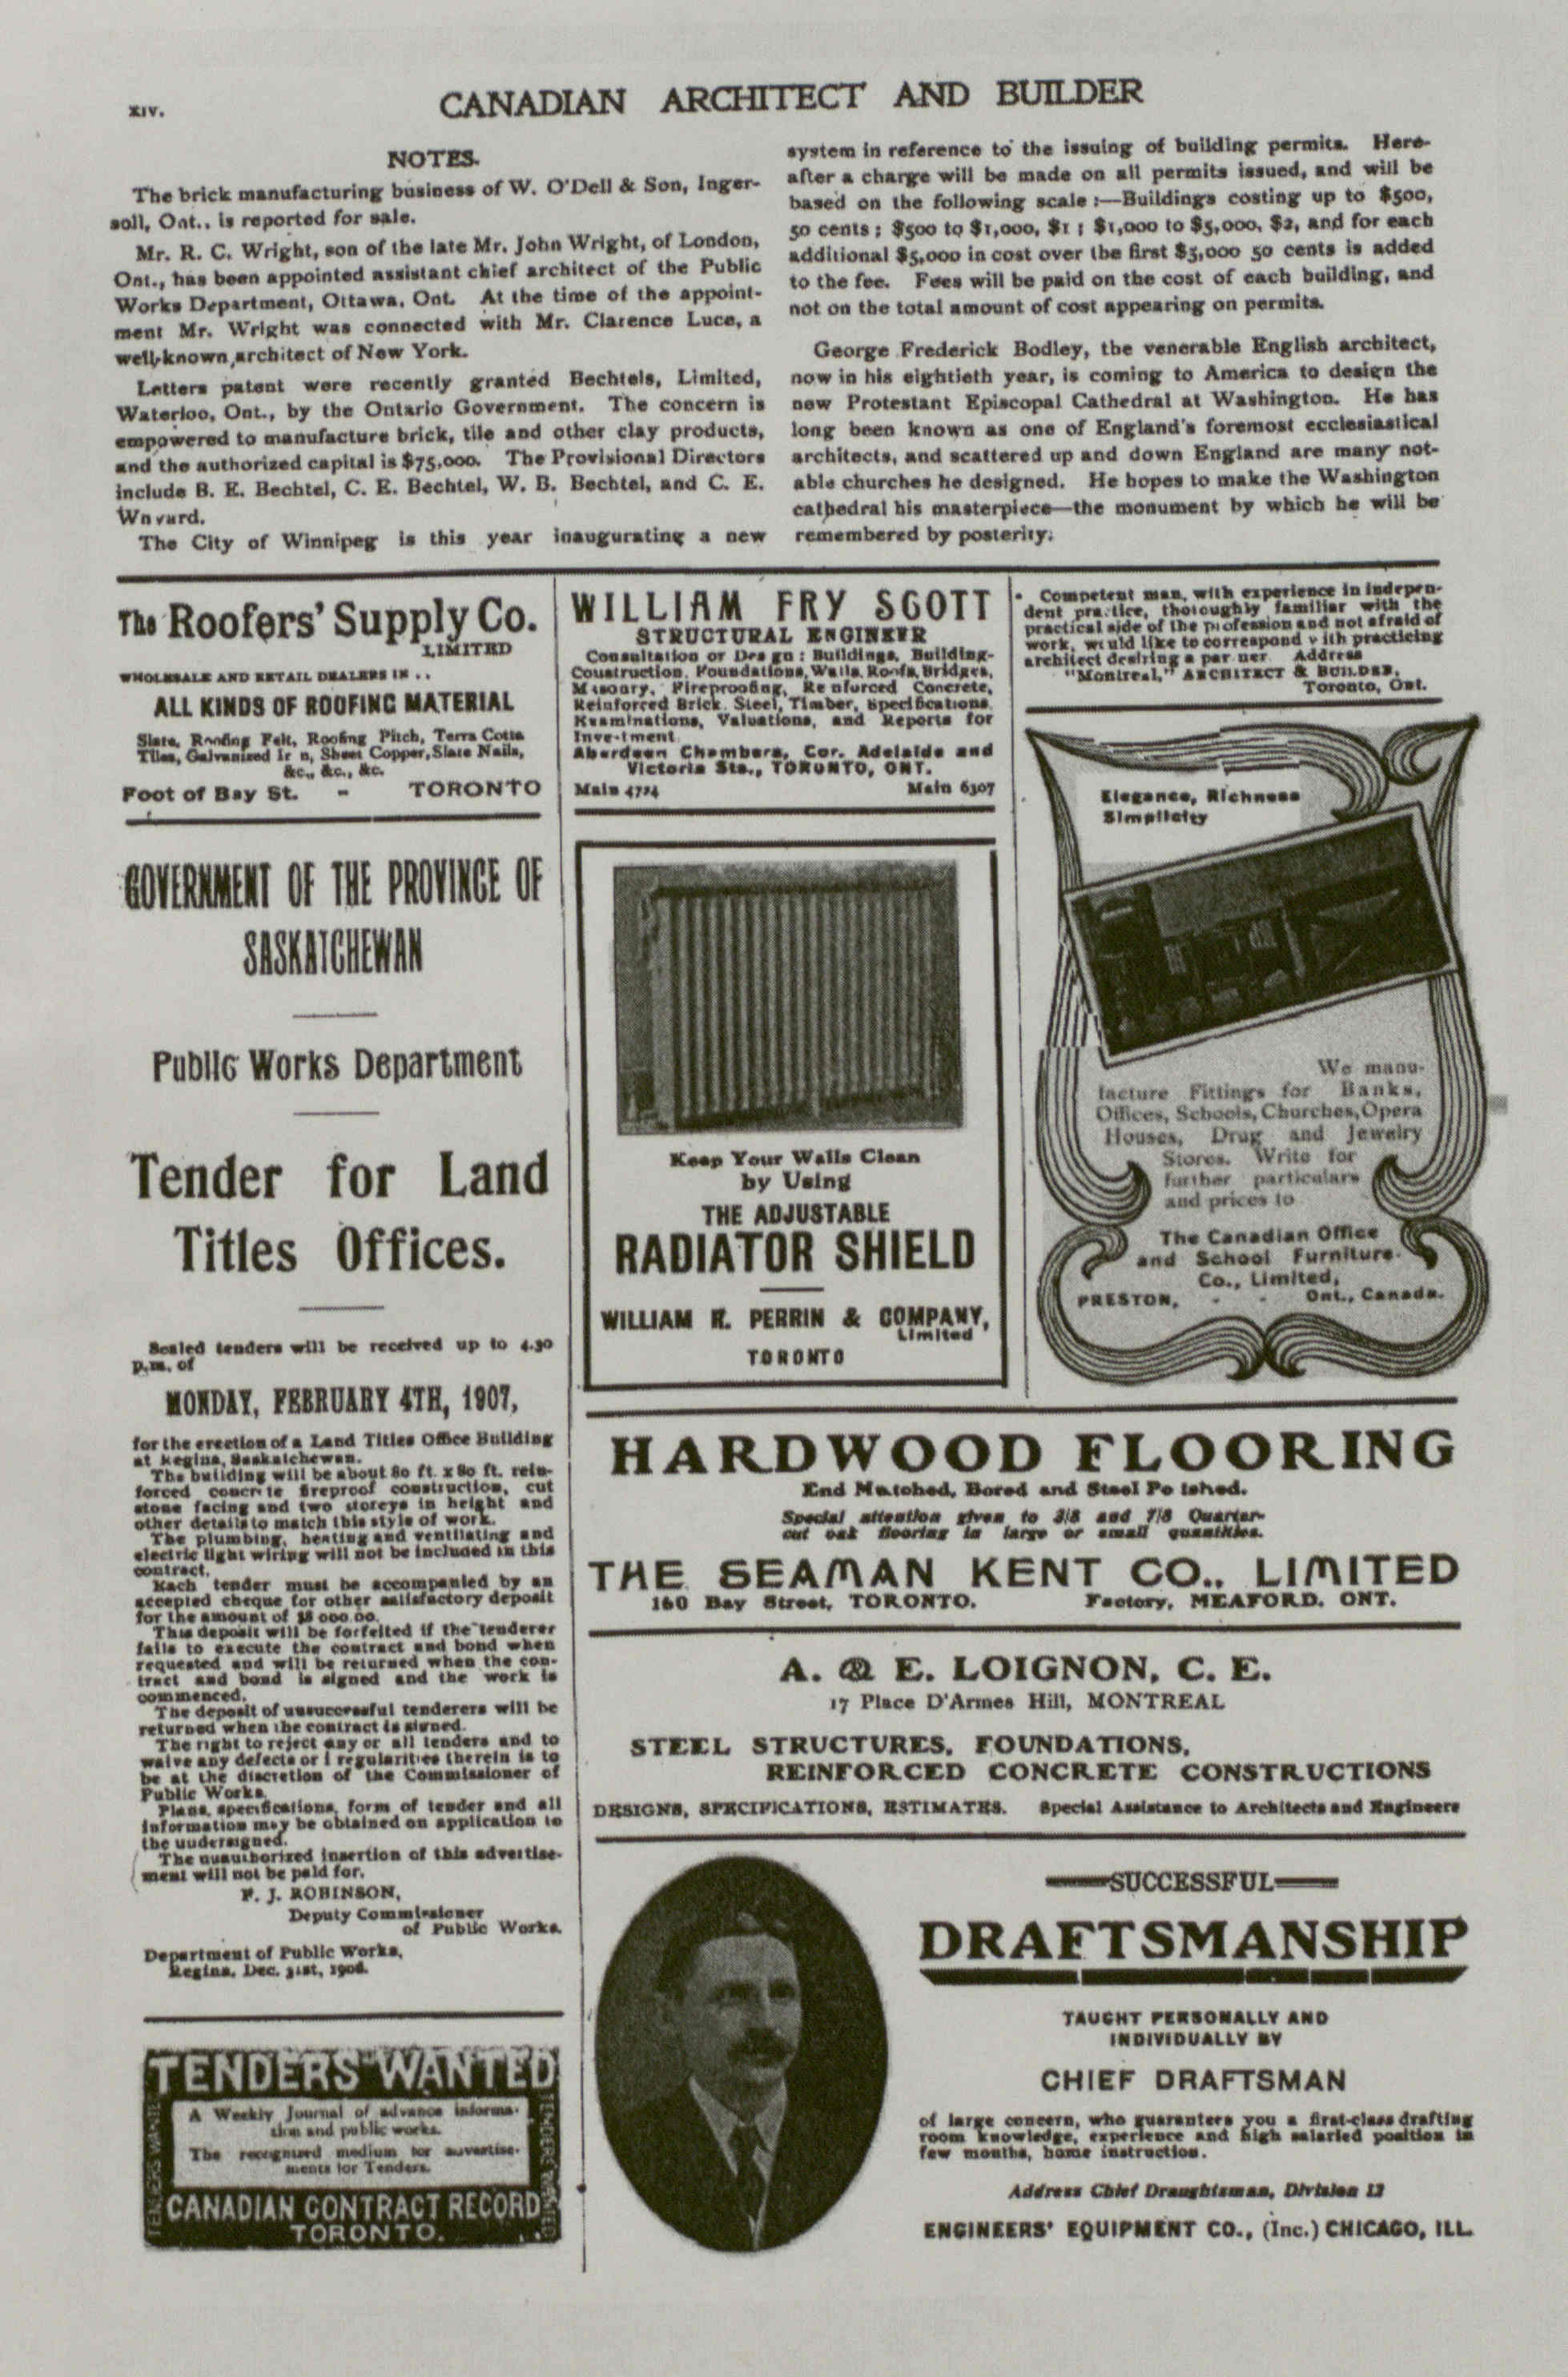 XIV.
CANADIAN ARCHITECT AND BUILDER
NOTES.
The brick manufacturing business of W. O'Dell & Son, Inger-
soll, Ont., is reported for sale.
Mr. R. C. Wright, son of the late Mr. John Wright, of London,
Ont., has been appointed assistant chief architect of the Public
Works Department, Ottawa, Ont. At the time of the appoint-
ment Mr. Wright was connected with Mr. Clarence Luce, a
well-known architect of New York.
Letters patent were recently granted Bechtels, Limited,
Waterloo, Ont., by the Ontario Government. The concern is
empowered to manufacture brick, tile and other clay products,
and the authorized capital is $75,000. The Provisional Directors
include B. E. Bechtel, C. E. Bechtel, W. B. Bechtel, and C. E.
The City of Winnipeg is this year inaugurating a new
system in reference to the issuing of building permits. Here-
after a charge will be made on all permits issued, and will be
based on the following scale :—Buildings costing up to $500,
50 cents ; $500 to $1,000, $1 ; $1,000 to $5,000, $2, and for each
additional $5,000 in cost over the first $5,000 50 cents is added
to the fee. Fees will be paid on the cost of each building, and
not on the total amount of cost appearing on permits.
George Frederick Bodley, the venerable English architect,
now in his eightieth year, is coming to America to design the
new Protestant Episcopal Cathedral at Washington. He has
long been known as one of England's foremost ecclesiastical
architects, and scattered up and down England are many not-
able churches he designed. He hopes to make the Washington
cathedral his masterpiece—the monument by which he will be
remembered by posterity.
The Roofers' Supply Co.
LIMITED
WHOLESALE AND RETAIL DEALERS IN . .
ALL KINDS OF ROOFING MATERIAL
Slate, Roofing Felt, Roofing Pitch, Terra Cotta
Tiles, Galvanized Ir n, Sheet Copper, Slate Nails,
&c., &c., &c.
Foot of Bay St. - TORONTO
GOVERNMENT OF THE PROVINCE OF
SASKATCHEWAN
Public Works Department
Tender for Land
Titles Offices.
Sealed tenders will be received up to 4.30
p.m. of
MONDAY, FEBRUARY 4TH, 1907,
for the erection of a Land Titles Office Building
at Regina, Saskatchewan.
The building will be about 80 ft. x 80 ft. rein-
forced concrete fireproof construction, cut
stone facing and two storeys in height and
other details to match this style of work.
The plumbing, heating and ventilating and
electric light wiring will not be included in this
contract.
Each tender must be accompanied by an
accepted cheque for other satisfactory deposit
for the amount of $8 000.00.
This deposit will be forfeited if the tenderer
fails to execute the contract and bond when
requested and will be returned when the con-
tract and bond is signed and the work is
commenced.
The deposit of unsuccessful tenderers will be
returned when the contract is signed.
The right to reject any or all tenders and to
waive any defects or i regularities therein is to
be at the discretion of the Commissioner of
Public Works.
Plans, specifications, form of tender and all
information may be obtained on application to
the undersigned.
The unauthorized insertion of this advertise-
ment will not be paid for.
F. J. ROBINSON,
Deputy Commissioner
of Public Works.
Department of Public Works,
Regina, Dec. 31st, 1906.
TENDERS WANTED
TENDERS WANTED
TENDERS WANTED
A Weekly Journal of advance informa-
tion and public works.
The recognized medium for advertise-
ments for Tenders.
CANADIAN CONTRACT RECORD
TORONTO.
WILLIAM FRY SCOTT
STRUCTURAL ENGINEER
Consultation or Des gn : Buildings, Building-
Construction, Foundations, Walls, Roofs, Bridges,
Masonry, Fireproofing, Re nforced Concrete,
Reinforced Brick, Steel, Timber, Specifications
Examinations, Valuations, and Reports for
Inve-tment
Aberdeen Chambers, Cor. Adelaide and
Victoria Sts., TORONTO, ONT.
Main 4724 Main 6307
Keep Your Walls Clean
by Using
THE ADJUSTABLE
RADIATOR SHIELD
WILLIAM R. PERRIN & COMPANY,
Limited
TORONTO
Competent man, with experience in indepen-
dent practice, thoroughly familiar with the
practical side of the profession and not afraid of
work, would like to correspond with practicing
architect desiring a par ner Address
"Montreal," ARCHITECT & BUILDER,
Toronto, Ont.
Elegance, Richness
Simplicity
We manu-
facture Fittings for Banks,
Offices, Schools, Churches, Opera
Houses, Drug and Jewelry
Stores. Write for
further particulars
and prices to
The Canadian Office
and School Furniture
Co., Limited,
PRESTON, - - Ont., Canada.
HARDWOOD FLOORING
End Matched, Bored and Steel Po ished.
Special attention given to 3/8 and 7/8 Quarter-
cut oak flooring in large or small quantities.
THE SEAMAN KENT CO., LIMITED
160 Bay Street, TORONTO. Factory, MEAFORD, ONT.
A. & E. LOIGNON, C. E.
17 Place D'Armes Hill, MONTREAL
STEEL STRUCTURES, FOUNDATIONS,
REINFORCED CONCRETE CONSTRUCTIONS
DESIGNS, SPECIFICATIONS, ESTIMATES. Special Assistance to Architects and Engineers
SUCCESSFUL
DRAFTSMANSHIP
TAUGHT PERSONALLY AND
INDIVIDUALLY BY
CHIEF DRAFTSMAN
of large concern, who guarantees you a first-class drafting
room knowledge, experience and high salaried position in
few months, home instruction.
Address Chief Draughtsman, Division 13
ENGINEERS' EQUIPMENT CO., (Inc.) CHICAGO, ILL.